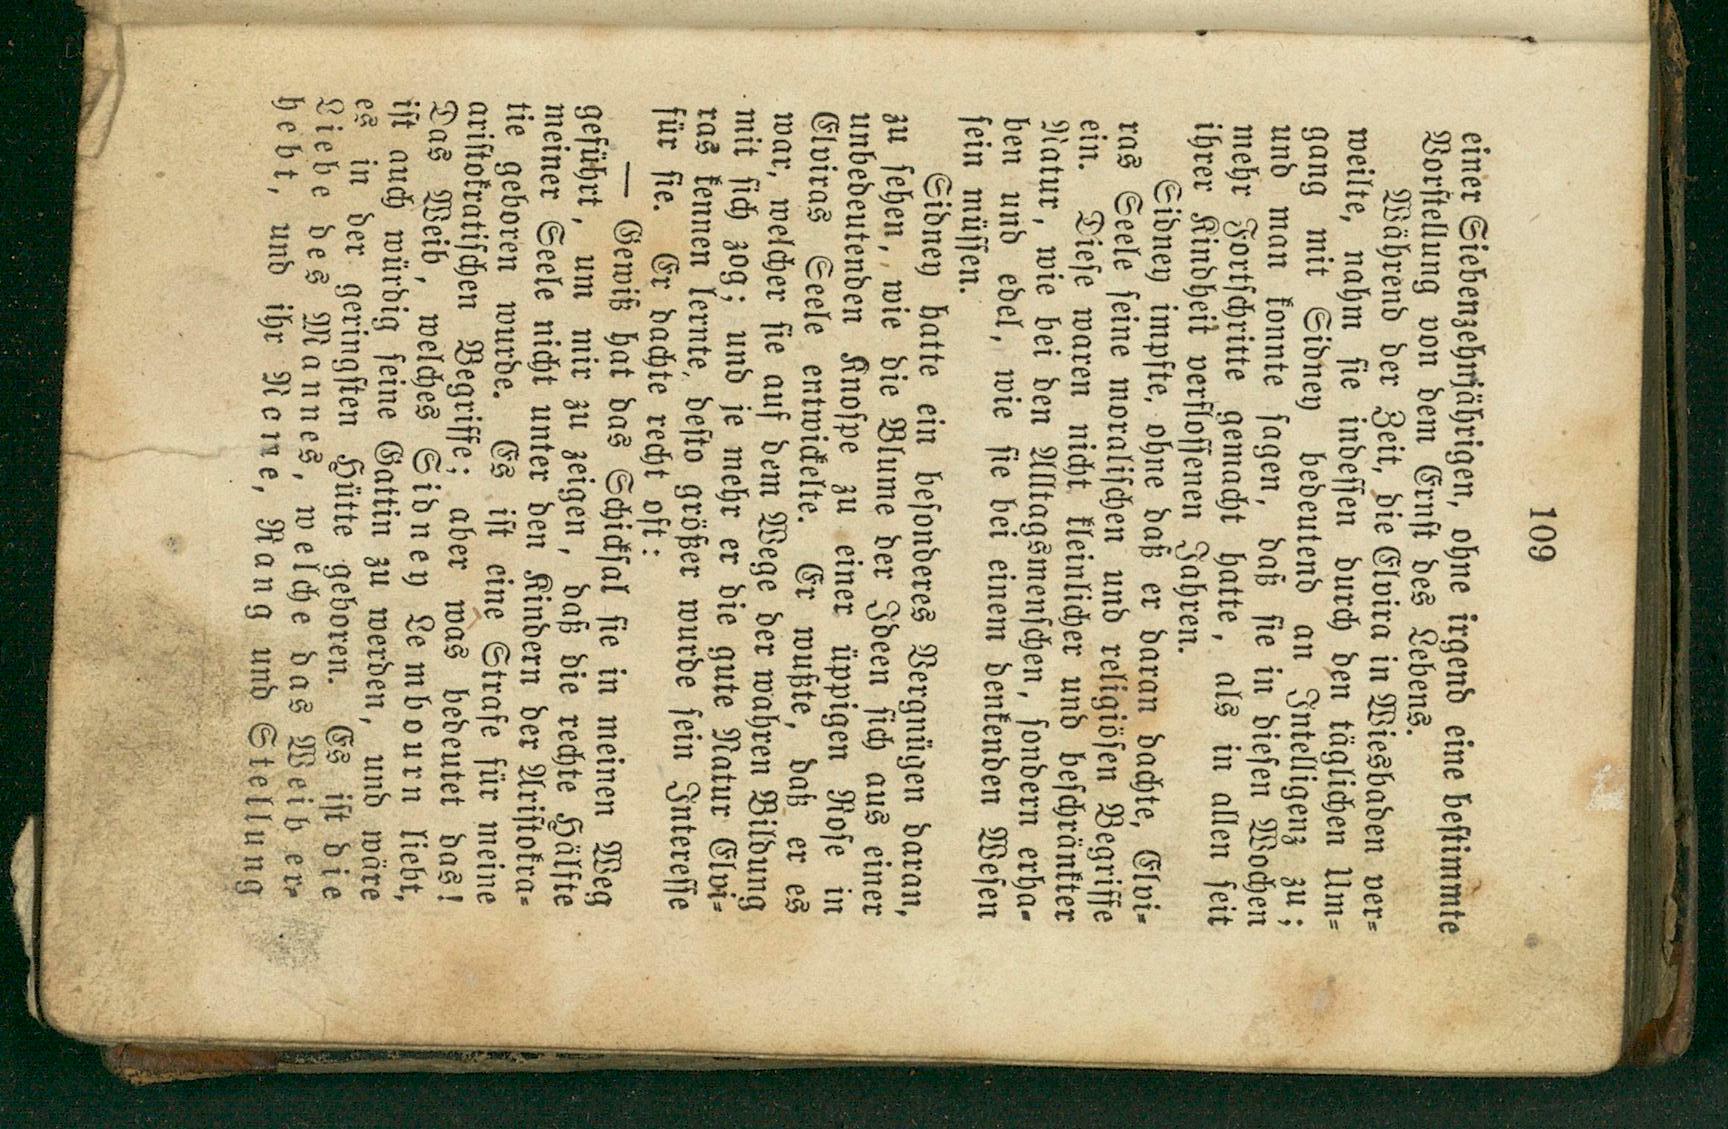 109
einer Siebenzehnjährigen, ohne irgend eine bestimmte
Vorstellung von dem Ernst des Lebens.
Während der Zeit, die Elvira in Wiesbaden ver-
weilte, nahm sie indessen durch den täglichen Um-
gang mit Sidney bedeutend an Intelligenz zu;
und man konnte sagen, daß sie in diesen Wochen
mehr Fortschritte gemacht hatte, als in allen seit
ihrer Kindheit verflossenen Jahren.
Sidney impfte, ohne daß er daran dachte, Elvi-
ras Seele seine moralischen und religiösen Begriffe
ein. Diese waren nicht kleinlicher und beschränkter
Natur, wie bei den Alltagsmenschen, sondern erha-
ben und edel, wie sie bei einem denkenden Wesen
sein müssen.
Sidney hatte ein besonderes Vergnügen daran,
zu sehen, wie die Blume der Ideen sich aus einer
unbedeutenden Knospe zu einer üppigen Rose in
Elviras Seele entwickelte. Er wußte, daß er es
war, welcher sie auf dem Wege der wahren Bildung
mit sich zog; und je mehr er die gute Natur Elvi-
ras kennen lernte, desto größer wurde sein Interesse
für sie. Er dachte recht oft:
— Gewiß hat das Schicksal sie in meinen Weg
geführt, um mir zu zeigen, daß die rechte Hälfte
meiner Seele nicht unter den Kindern der Aristokra-
tie geboren wurde. Es ist eine Strafe für meine
aristokratischen Begriffe; aber was bedeutet das!
Das Weib, welches Sidney Lembourn liebt,
ist auch würdig seine Gattin zu werden, und wäre
es in der geringsten Hütte geboren. Es ist die
Liebe des Mannes, welche das Weib er-
hebt, und ihr Name, Rang und Stellung